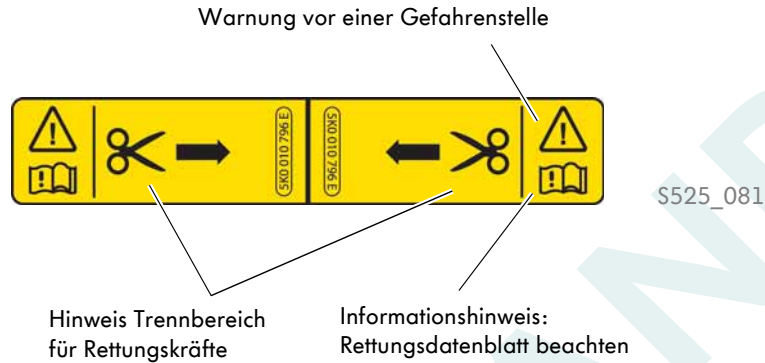 Warnung vor einer Gefahrenstelle
5K0 010 796 E
5K0 010 796 E
S525_081
Hinweis Trennbereich
für Rettungskräfte
Informationshinweis:
Rettungsdatenblatt beachten